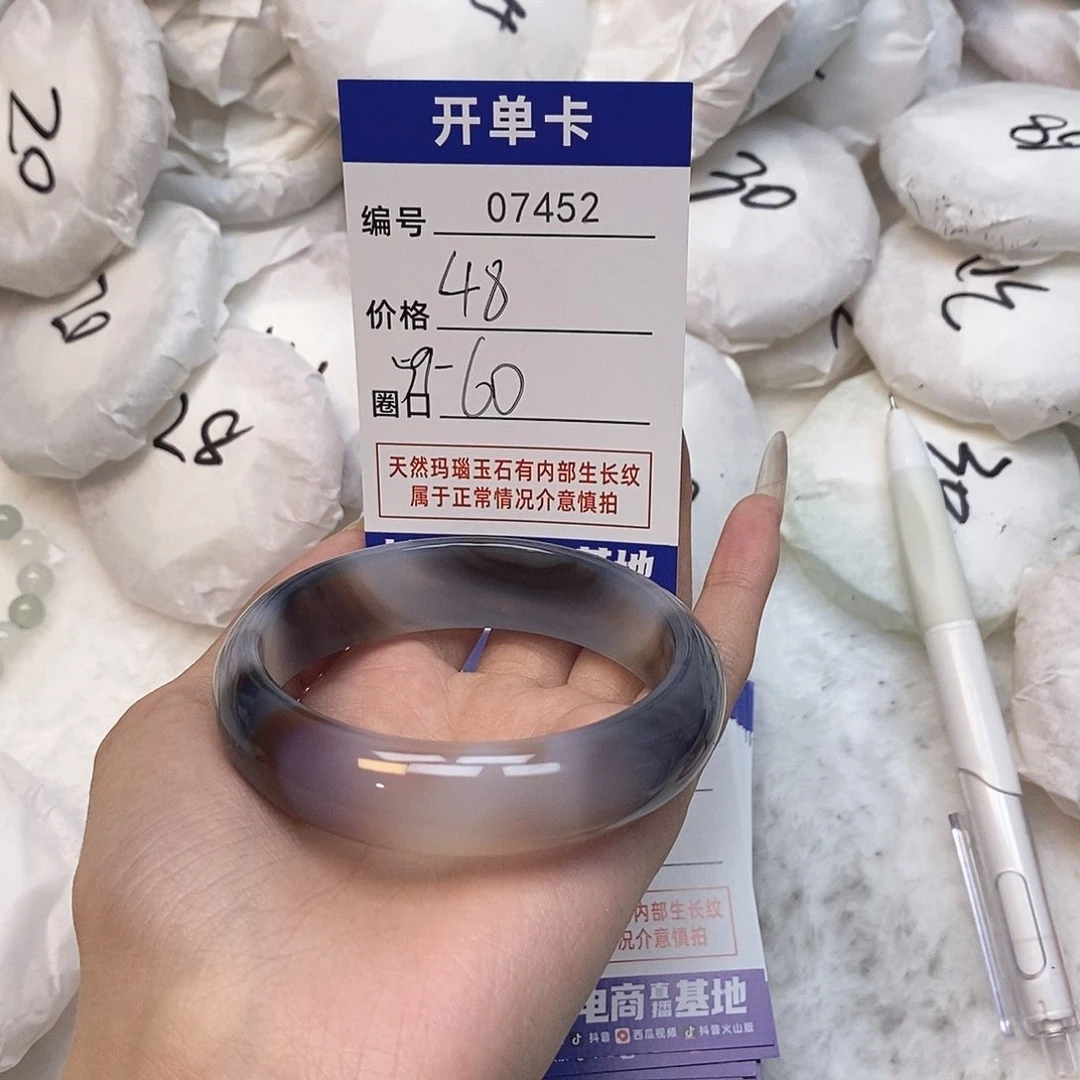 20
30
开单卡
编号 07452
价格 48
圈口 59-60
天然玛瑙玉石有内部生长纹
属于正常情况介意慎拍
基地
79
87
30
内部生长纹
况介意慎拍
电商直播基地
抖音 西瓜视频 抖音火山版